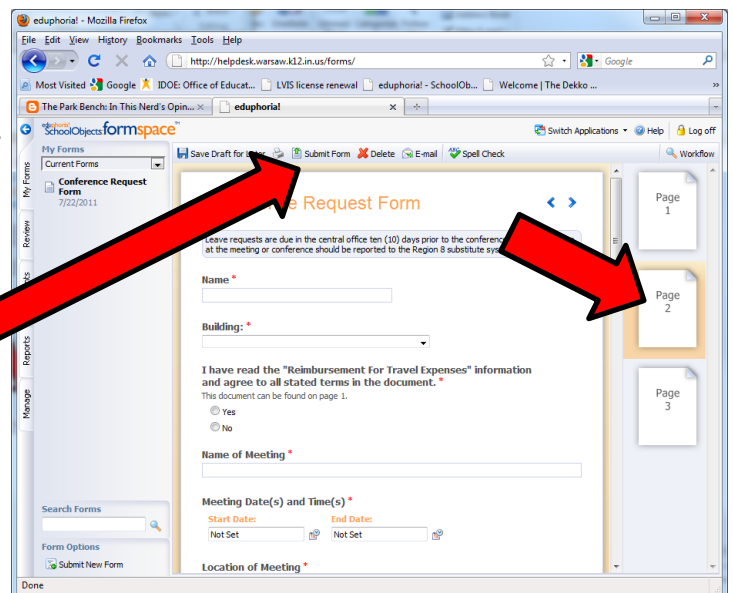 eduphoria! - Mozilla Firefox
File Edit View History Bookmarks Tools Help
http://helpdesk.warsaw.k12.in.us/forms/
Google
Most Visited Google IDOE: Office of Educat... LVIS license renewal eduphoria! - SchoolOb... Welcome | The Dekko ... »
The Park Bench: In This Nerd's Opin... eduphoria!
eduphoria! SchoolObjects: formspace™ Switch Applications Help Log off
My Forms
Current Forms
Conference Request
Form
7/22/2011
Search Forms
Form Options
Submit New Form
My Forms
Review
Reports
Manage
Save Draft for Later Submit Form Delete E-mail ABC Spell Check Workflow
Request Form
Leave requests are due in the central office ten (10) days prior to the
at the meeting or conference should be reported to the Region 8 substitute
Name *
Building: *
I have read the "Reimbursement For Travel Expenses" information
and agree to all stated terms in the document. *
This document can be found on page 1.
Yes
No
Name of Meeting *
Meeting Date(s) and Time(s) *
Start Date: End Date:
Not Set Not Set
Location of Meeting *
Page
1
Page
2
Page
3
Done